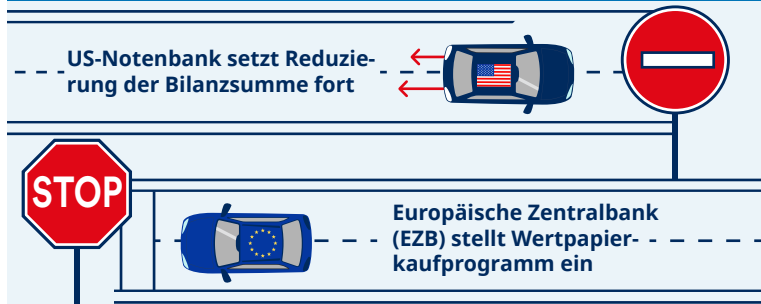 US-Notenbank setzt Reduzie-
rung der Bilanzsumme fort
STOP
Europäische Zentralbank
(EZB) stellt Wertpapier-
kaufprogramm ein